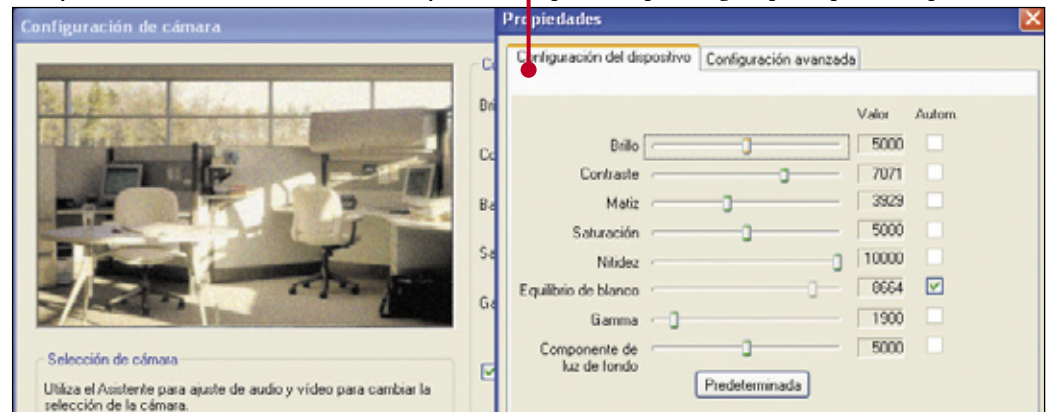 Configuración de cámara
Selección de cámara
Utiliza el Asistente para ajuste de audio y vídeo para cambiar la
selección de la cámara.
Propiedades
Configuración del dispositivo
Configuración avanzada
Valor Autom.
Brillo 5000
Contraste 7071
Matiz 3929
Saturación 5000
Nitidez 10000
Equilibrio de blanco 8664
Gamma 1900
Componente de
luz de fondo 5000
Predeterminada